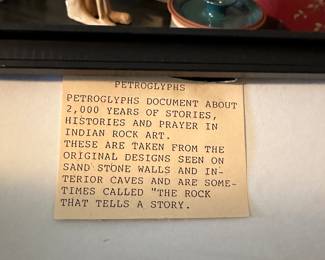 PETROGLYPHS
PETROGLYPHS DOCUMENT ABOUT
2,000 YEARS OF STORIES,
HISTORIES AND PRAYER IN
INDIAN ROCK ART.
THESE ARE TAKEN FROM THE
ORIGINAL DESIGNS SEEN ON
SAND STONE WALLS AND IN-
TERIOR CAVES AND ARE SOME-
TIMES CALLED "THE ROCK
THAT TELLS A STORY.